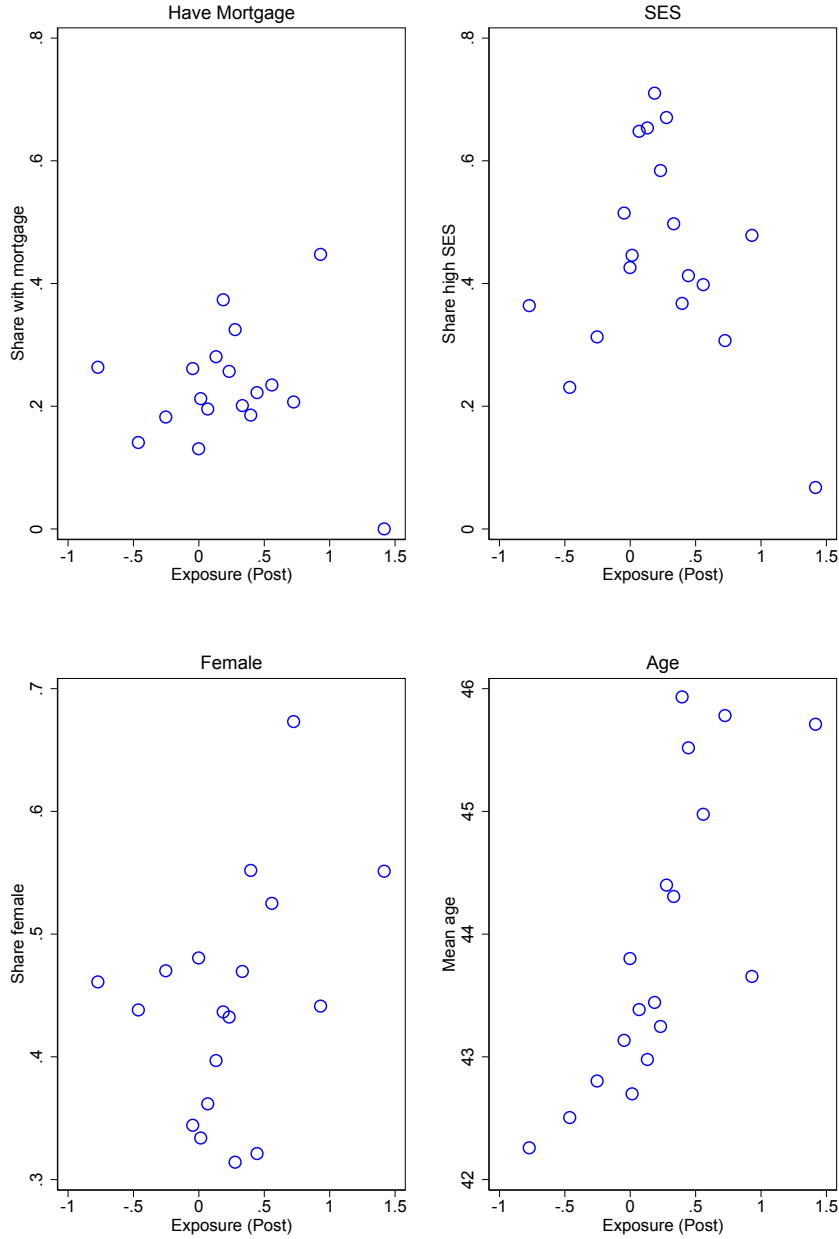 Have Mortgage
Share with mortgage
0 .2 .4 .6 .8
-1 -.5 0 .5 1 1.5
Exposure (Post)
SES
Share high SES
0 .2 .4 .6 .8
-1 -.5 0 .5 1 1.5
Exposure (Post)
Female
Share female
.3 .4 .5 .6 .7
-1 -.5 0 .5 1 1.5
Exposure (Post)
Age
Mean age
42 43 44 45 46
-1 -.5 0 .5 1 1.5
Exposure (Post)